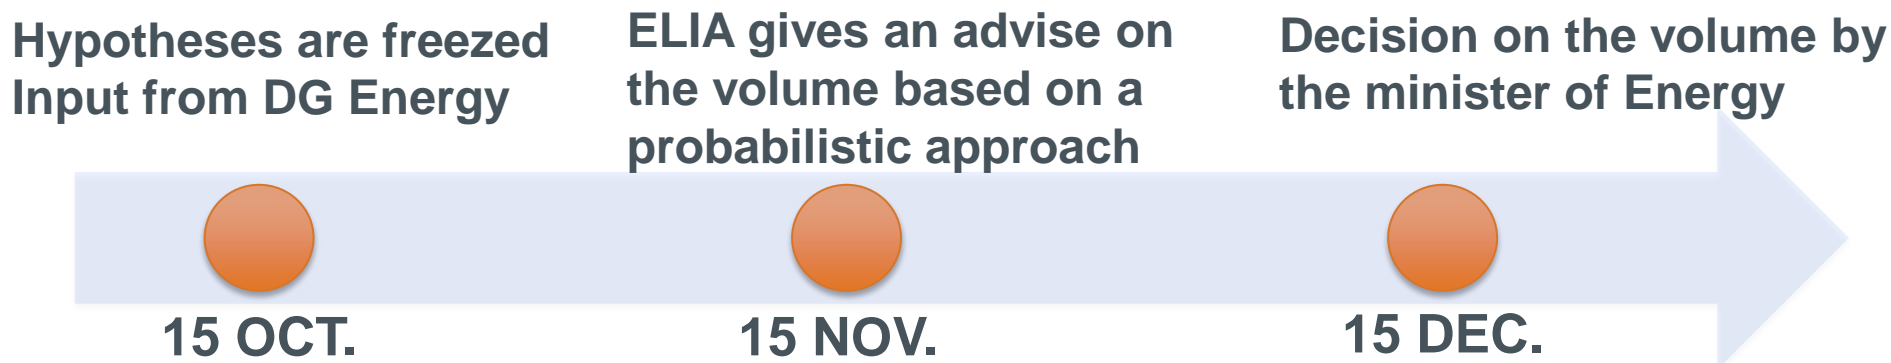 Hypotheses are freezed
Input from DG Energy
ELIA gives an advise on
the volume based on a
probabilistic approach
Decision on the volume by
the minister of Energy
15 OCT.
15 NOV.
15 DEC.